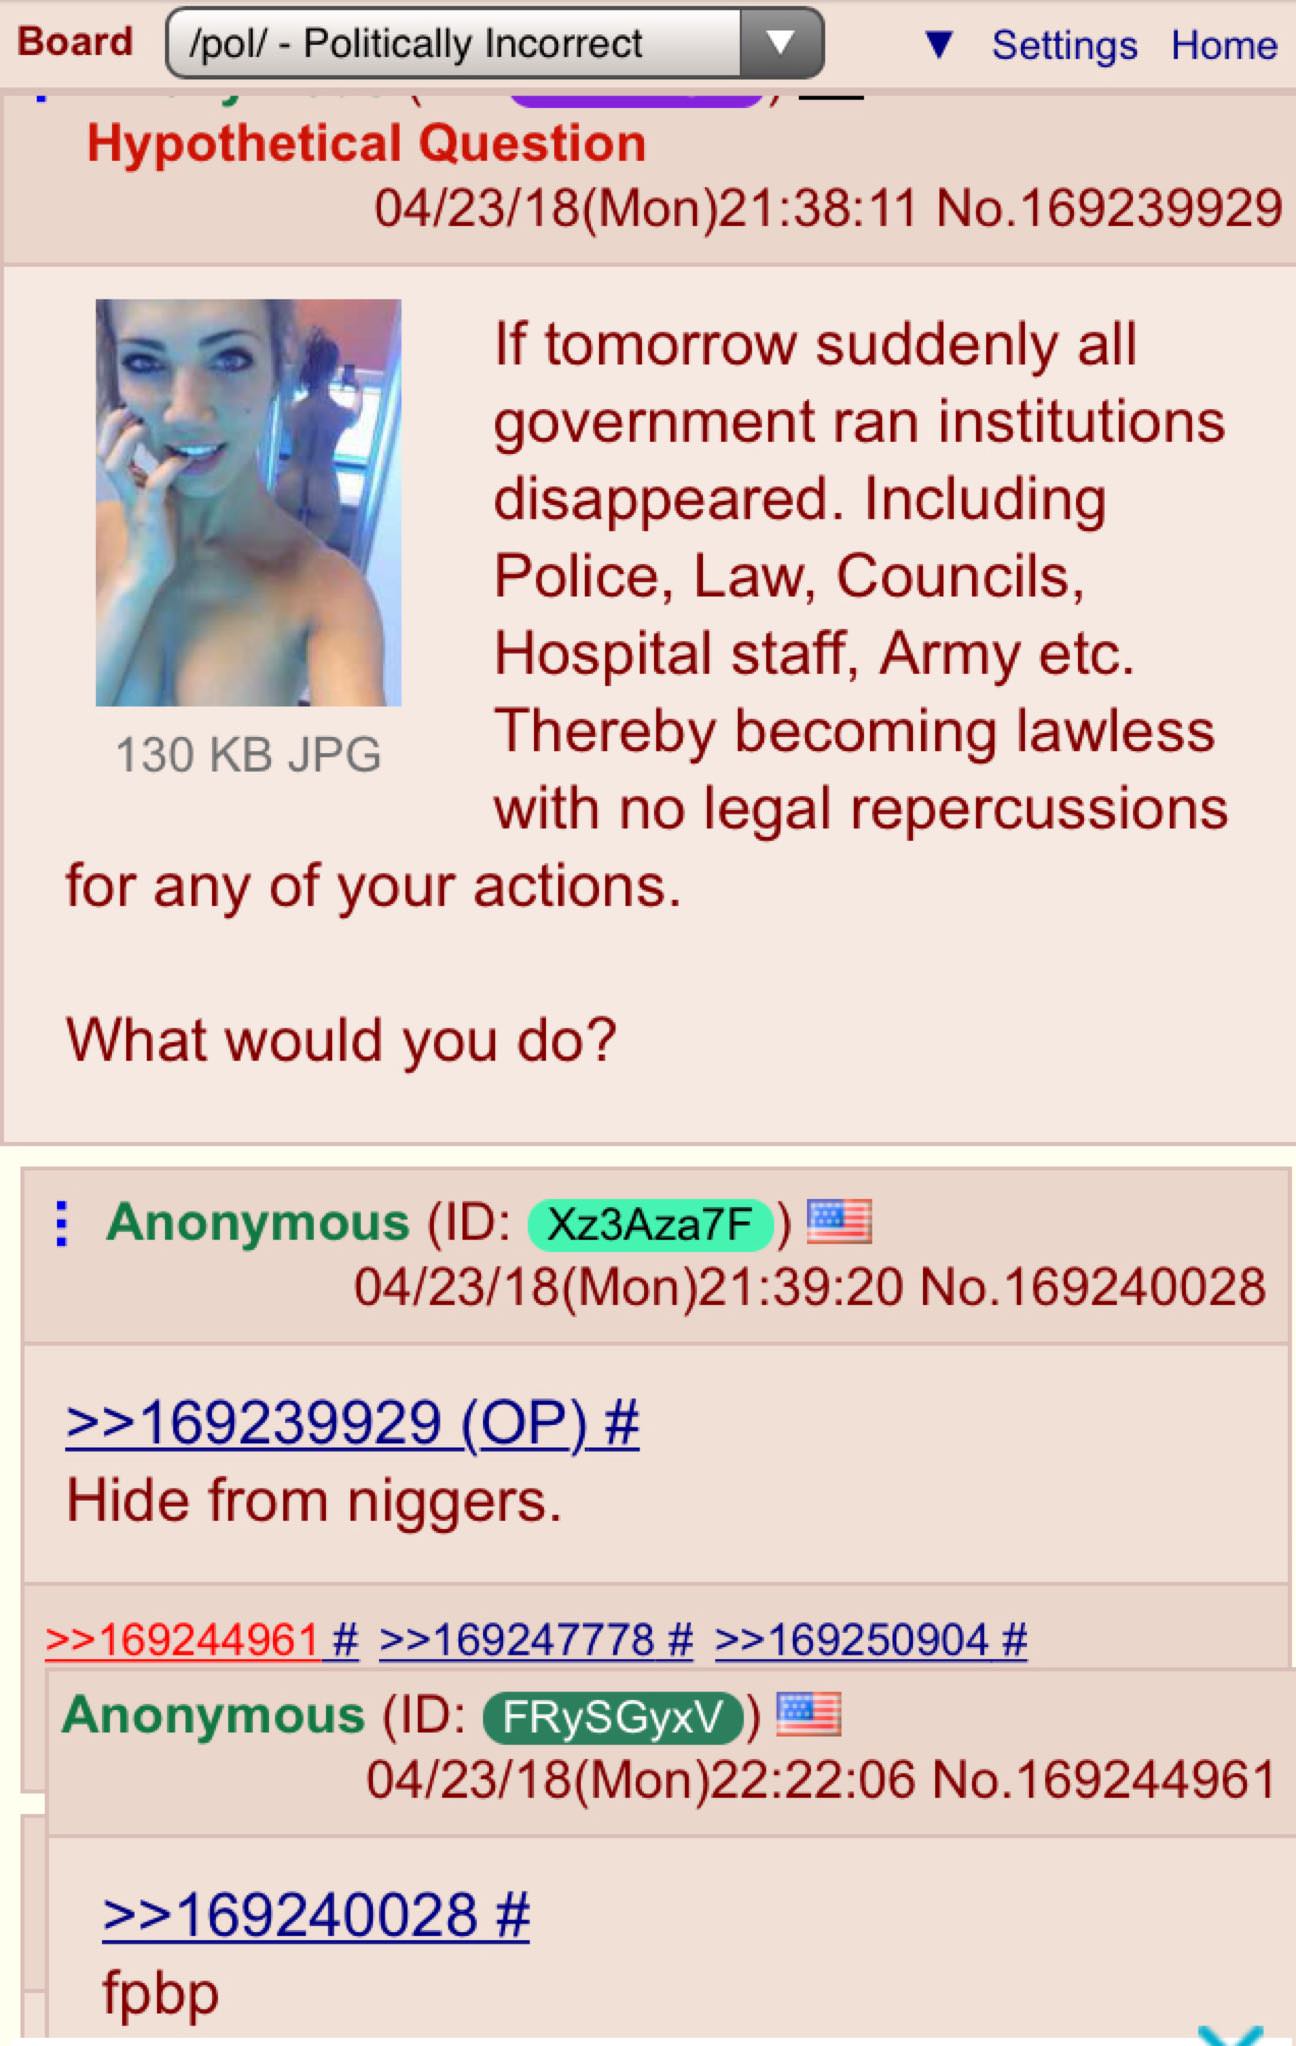 Board /pol/ - Politically Incorrect ▼ ▼ Settings Home
Hypothetical Question
04/23/18(Mon)21:38:11 No.169239929
If tomorrow suddenly all
government ran institutions
disappeared. Including
Police, Law, Councils,
Hospital staff, Army etc.
Thereby becoming lawless
130 KB JPG
with no legal repercussions
for any of your actions.
What would you do?
Anonymous (ID: Xz3Aza7F)
04/23/18(Mon)21:39:20 No.169240028
>>169239929 (OP) #
Hide from niggers.
>>169244961 # >>169247778 # >>169250904 #
Anonymous (ID: FRySGyxV)
04/23/18(Mon)22:22:06 No.169244961
>>169240028 #
fpbp